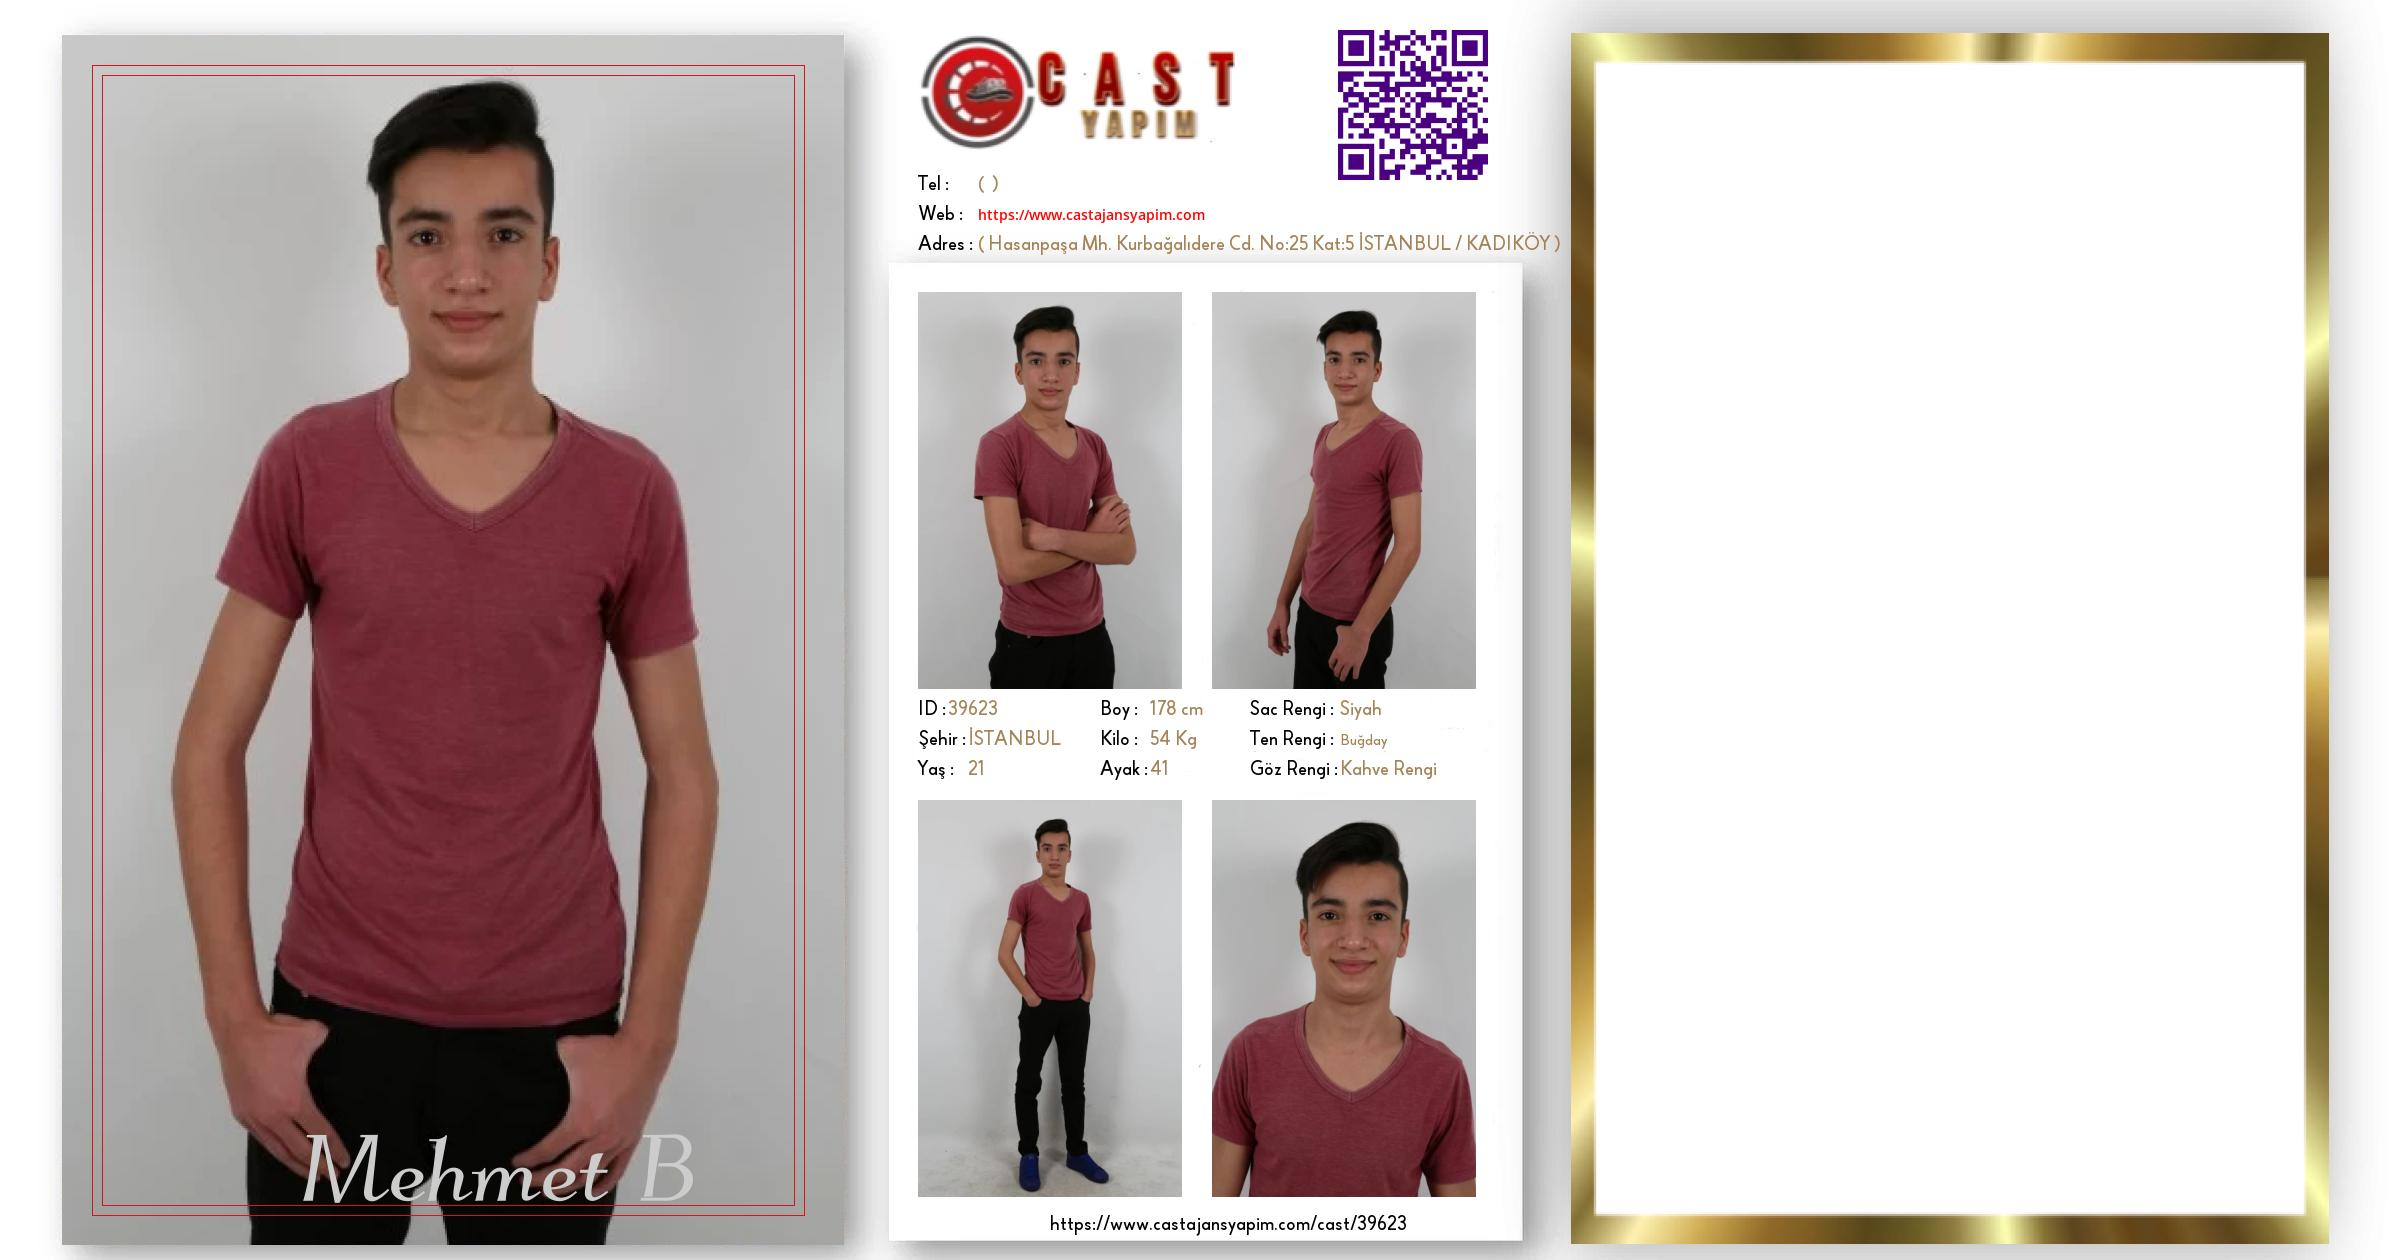 Mehmet B
CAST
YAPIM
Tel : ( )
Web : https://www.castajansyapim.com
Adres : ( Hasanpaşa Mh. Kurbağalıdere Cd. No:25 Kat:5 İSTANBUL / KADIKÖY )
ID : 39623 Boy : 178 cm Sac Rengi : Siyah
Şehir : İSTANBUL Kilo : 54 Kg Ten Rengi : Buğday
Yaş : 21 Ayak : 41 Göz Rengi : Kahve Rengi
https://www.castajansyapim.com/cast/39623